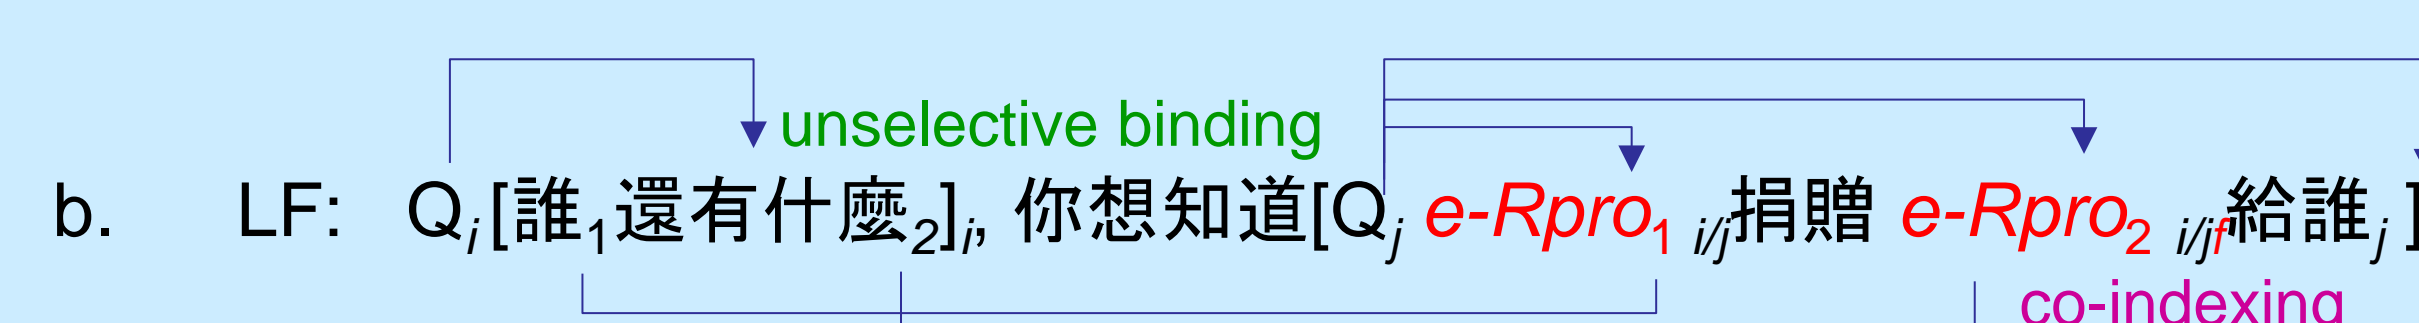 unselective binding
b. LF: Qi[誰1還有什麼2]i, 你想知道[Qj e-Rpro1 i/j捐贈 e-Rpro2 i/jf給誰j ]
co-indexing